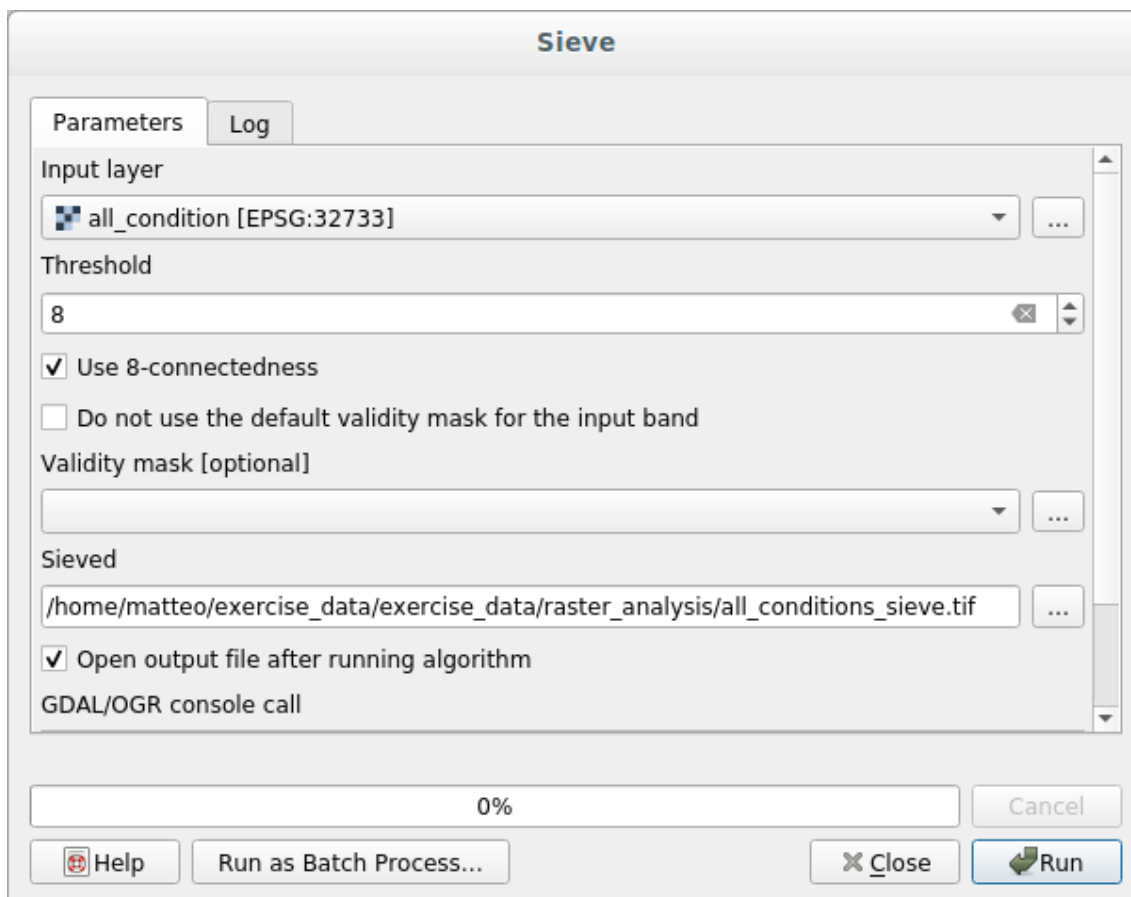 Sieve
Parameters
Log
Input layer
all_condition [EPSG:32733]
...
Threshold
8
Use 8-connectedness
Do not use the default validity mask for the input band
Validity mask [optional]
...
Sieved
/home/matteo/exercise_data/exercise_data/raster_analysis/all_conditions_sieve.tif
...
Open output file after running algorithm
GDAL/OGR console call
0%
Cancel
Help
Run as Batch Process...
Close
Run